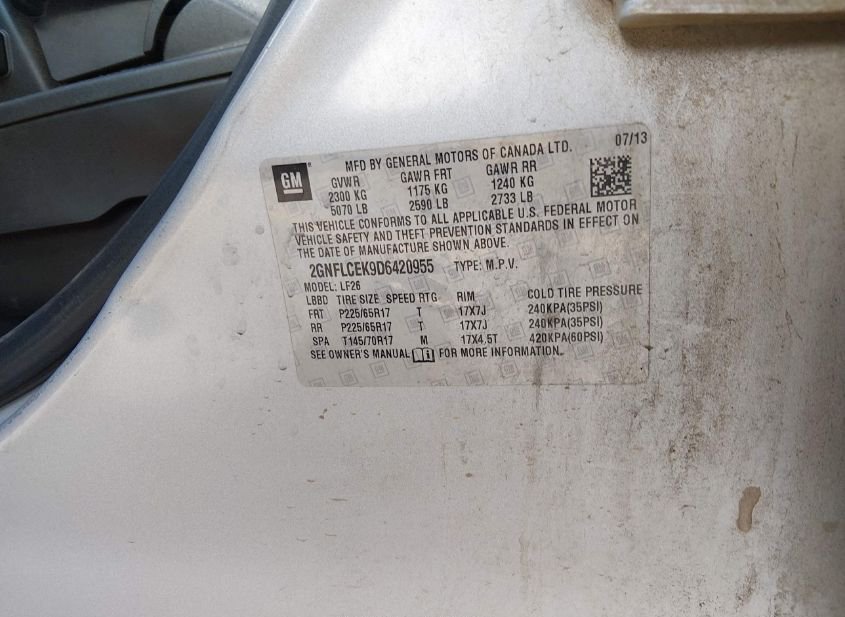 07/13
GM
MFD BY GENERAL MOTORS OF CANADA LTD.
GVWR GAWR FRT GAWR RR
2300 KG 1175 KG 1240 KG
5070 LB 2590 LB 2733 LB
THIS VEHICLE CONFORMS TO ALL APPLICABLE U.S. FEDERAL MOTOR
VEHICLE SAFETY AND THEFT PREVENTION STANDARDS IN EFFECT ON
THE DATE OF MANUFACTURE SHOWN ABOVE.
2GNFLCEK9D6420955 TYPE: M.P.V.
MODEL: LF26
LBBD TIRE SIZE SPEED RTG RIM COLD TIRE PRESSURE
FRT P225/65R17 T 17X7J 240KPA(35PSI)
RR P225/65R17 T 17X7J 240KPA(35PSI)
SPA T145/70R17 M 17X4.5T 420KPA(60PSI)
SEE OWNER'S MANUAL FOR MORE INFORMATION.